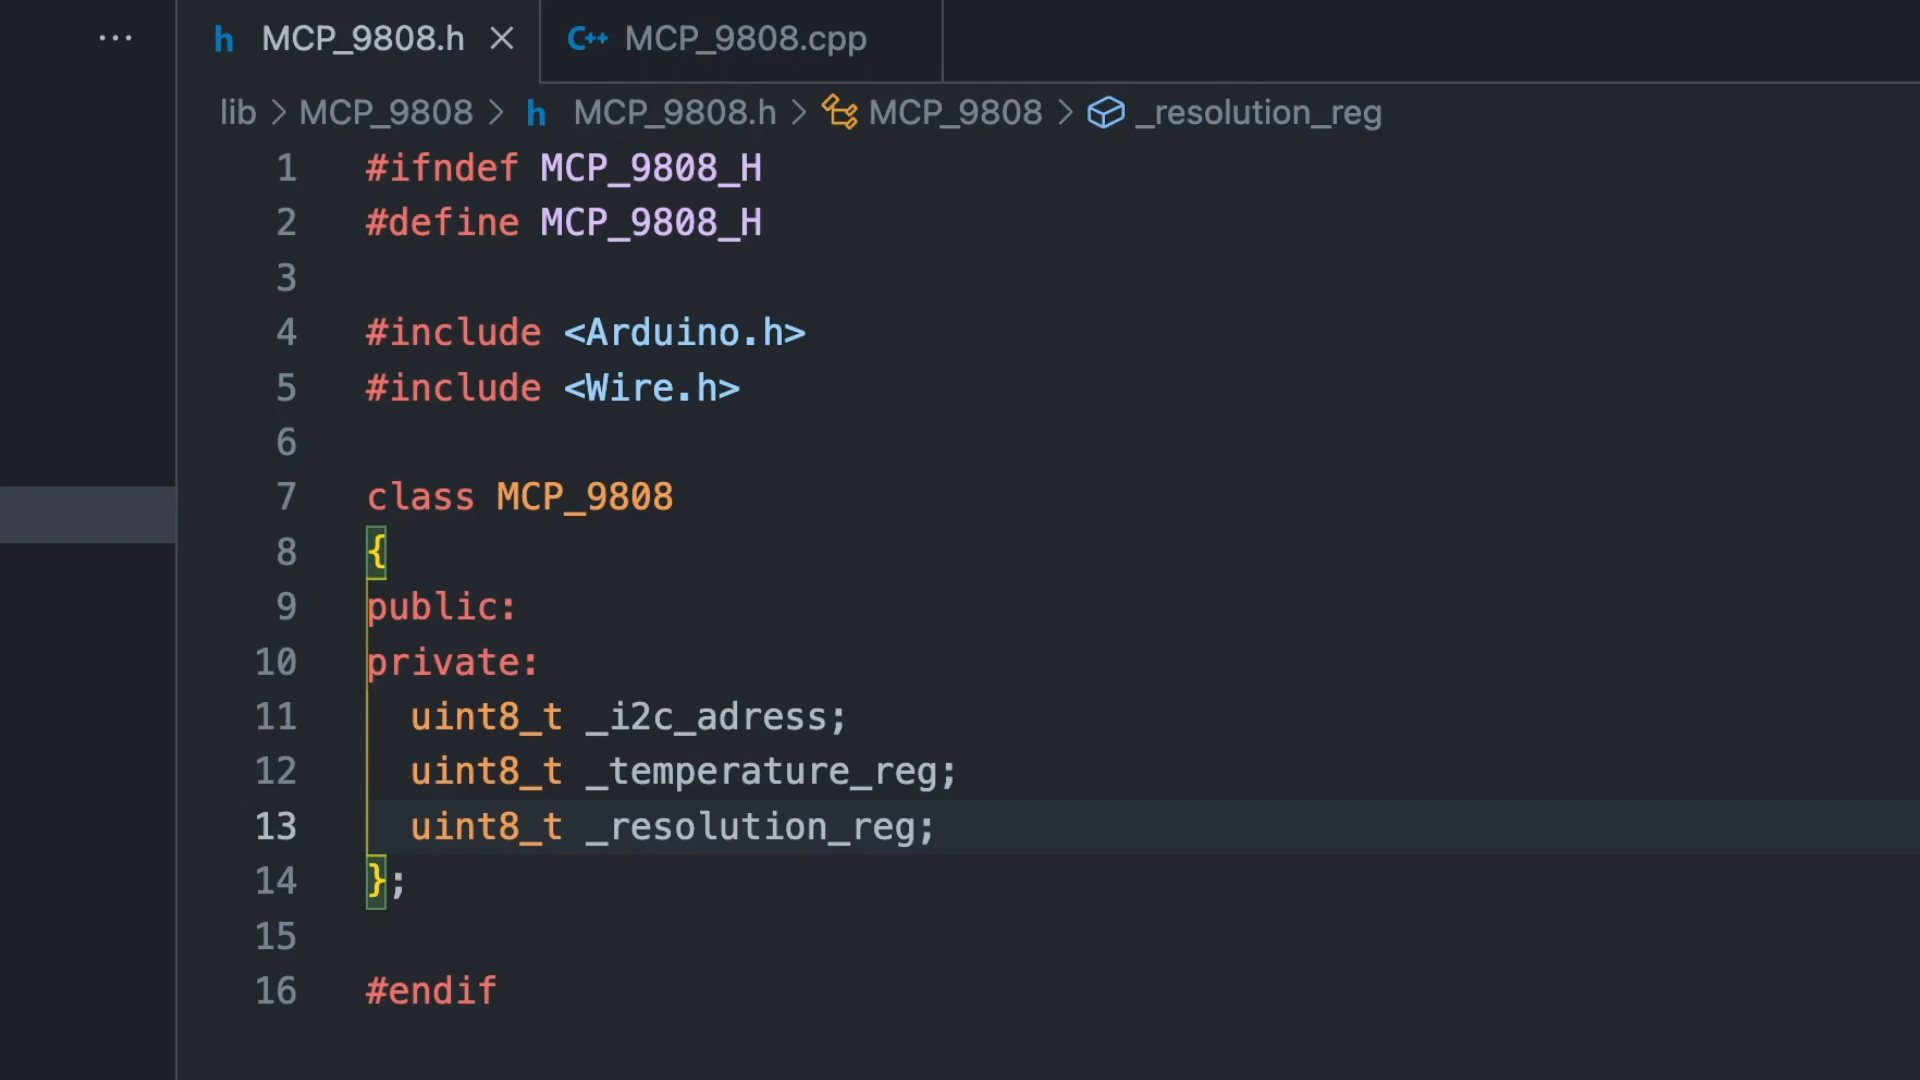 ... h MCP_9808.h × C++ MCP_9808.cpp
lib > MCP_9808 > h MCP_9808.h > MCP_9808 > _resolution_reg
1 #ifndef MCP_9808_H
2 #define MCP_9808_H
3
4 #include <Arduino.h>
5 #include <Wire.h>
6
7 class MCP_9808
8 {
9 public:
10 private:
11 uint8_t _i2c_adress;
12 uint8_t _temperature_reg;
13 uint8_t _resolution_reg;
14 };
15
16 #endif